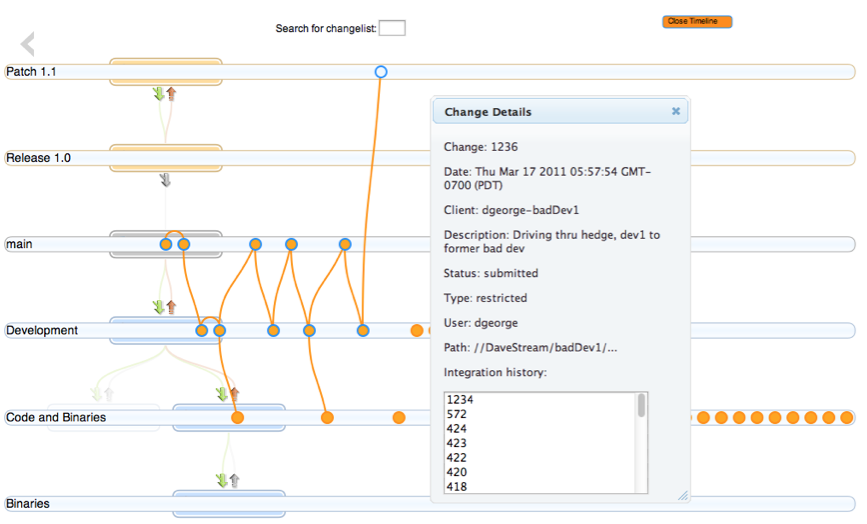 Search for changelist:
Close Timeline
Patch 1.1
Release 1.0
main
Development
Code and Binaries
Binaries
Change Details
Change: 1236
Date: Thu Mar 17 2011 05:57:54 GMT-
0700 (PDT)
Client: dgeorge-badDev1
Description: Driving thru hedge, dev1 to
former bad dev
Status: submitted
Type: restricted
User: dgeorge
Path: //DaveStream/badDev1/...
Integration history:
1234
572
424
423
422
420
418